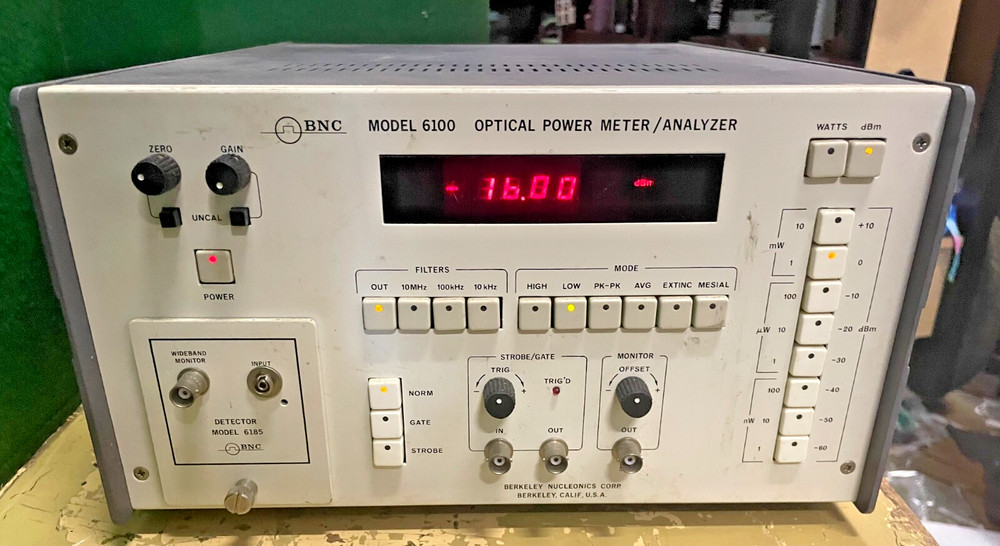 BNC MODEL 6100 OPTICAL POWER METER/ANALYZER
ZERO GAIN
UNCAL
POWER
- 16.00 dBm
WATTS dBm
FILTERS
OUT 10MHz 100kHz 10kHz
MODE
HIGH LOW PK-PK AVG EXTINC MESIAL
mW
10 +10
1 0
µW
100 -10
10 -20 dBm
1 -30
nW
100 -40
10 -50
1 -60
WIDEBAND
MONITOR
INPUT
DETECTOR
MODEL 6185
BNC
NORM
GATE
STROBE
STROBE/GATE
TRIG
- +
TRIG'D
IN OUT
MONITOR
OFFSET
- +
OUT
BERKELEY NUCLEONICS CORP.
BERKELEY, CALIF, U.S.A.